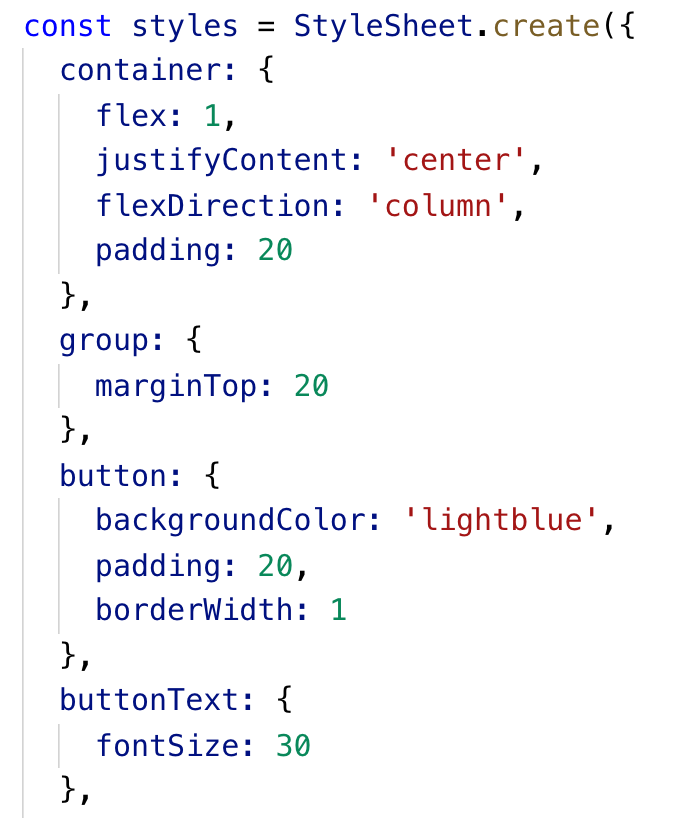 const styles = StyleSheet.create({
  container: {
    flex: 1,
    justifyContent: 'center',
    flexDirection: 'column',
    padding: 20
  },
  group: {
    marginTop: 20
  },
  button: {
    backgroundColor: 'lightblue',
    padding: 20,
    borderWidth: 1
  },
  buttonText: {
    fontSize: 30
  },